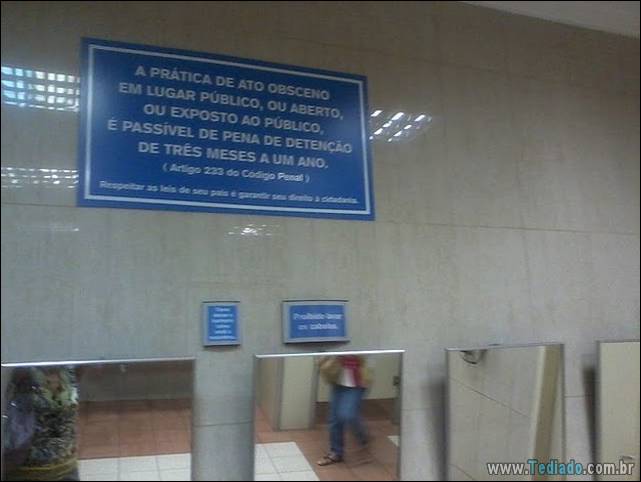 A PRÁTICA DE ATO OBSCENO
EM LUGAR PÚBLICO, OU ABERTO,
OU EXPOSTO AO PÚBLICO,
É PASSÍVEL DE PENA DE DETENÇÃO
DE TRÊS MESES A UM ANO.
( Artigo 233 do Código Penal )
Respeitar as leis de seu país é garantir seu direito à cidadania.
Proibido lavar
os cabelos.
www.Tediado.com.br